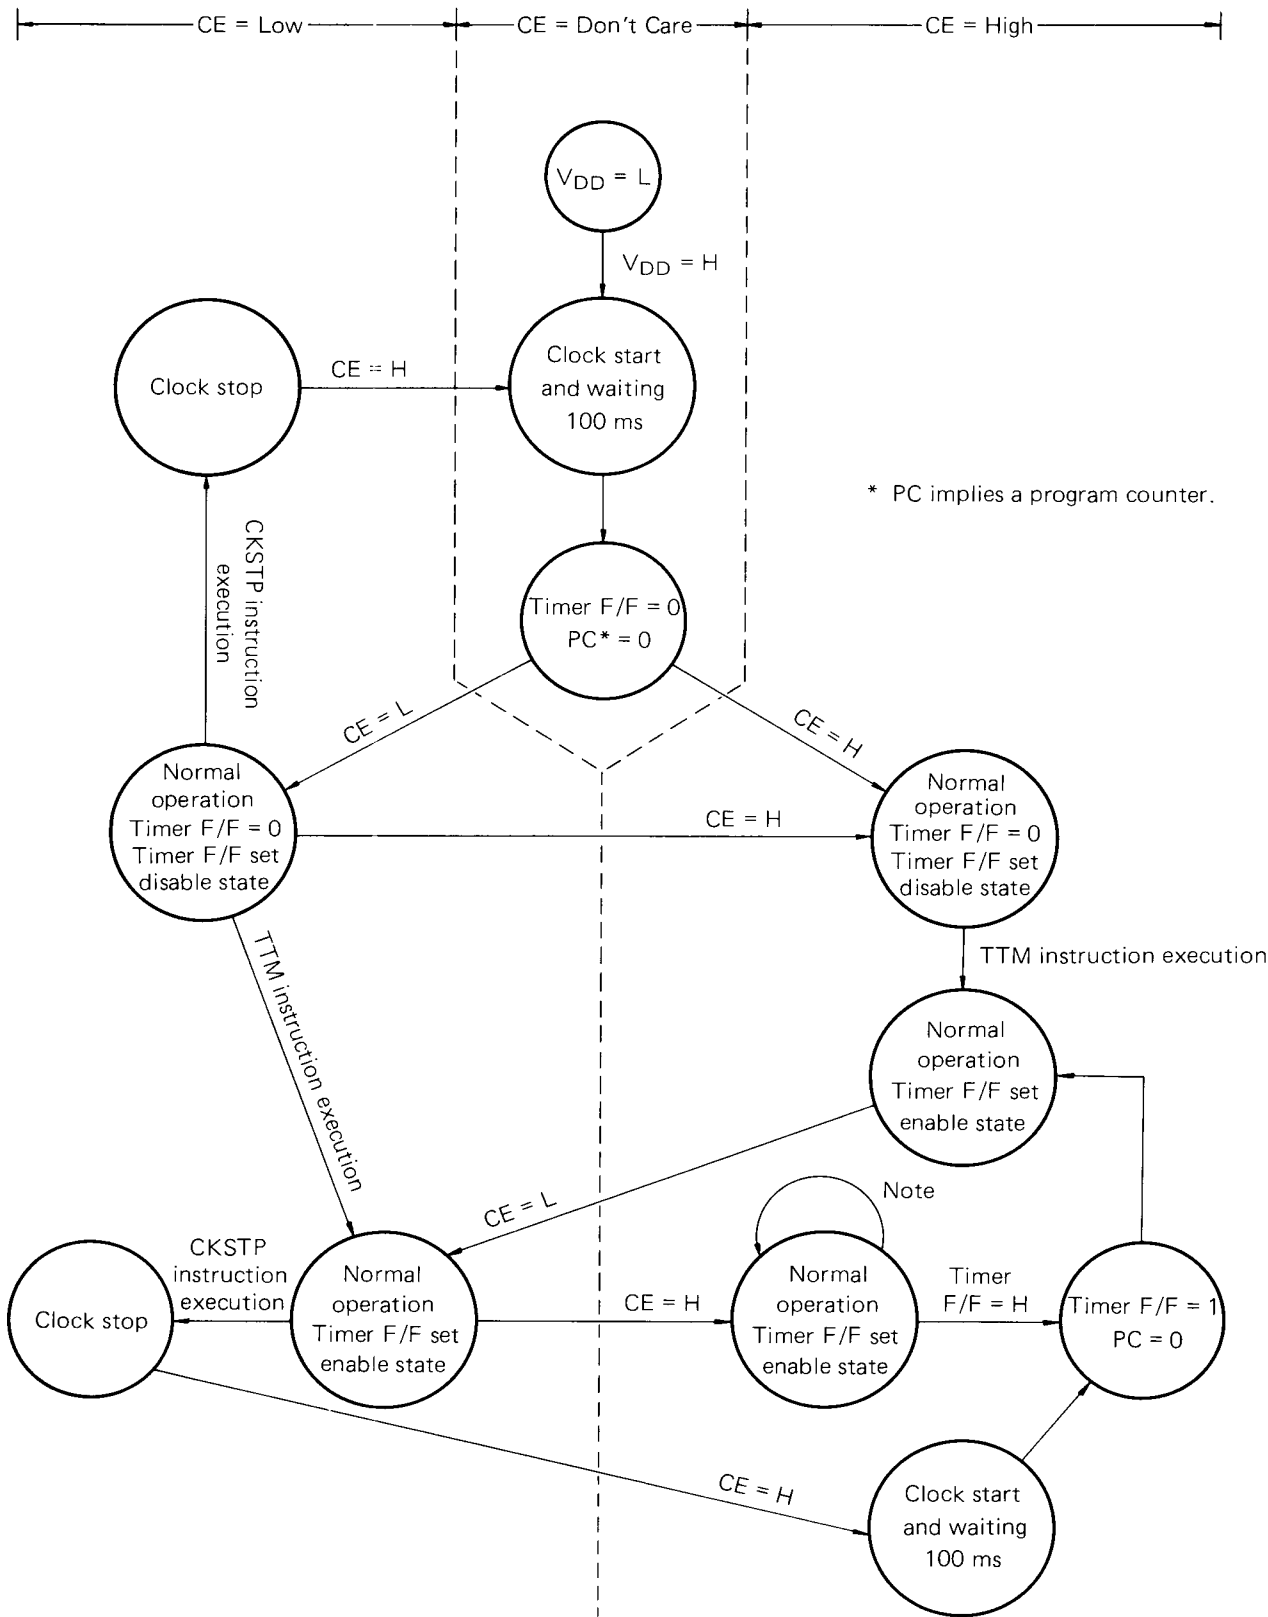 CE = Low
CE = Don't Care
CE = High
VDD = L
VDD = H
Clock stop
CE = H
Clock start
and waiting
100 ms
* PC implies a program counter.
CKSTP instruction
execution
Timer F/F = 0
PC* = 0
CE = L
CE = H
Normal
operation
Timer F/F = 0
Timer F/F set
disable state
CE = H
Normal
operation
Timer F/F = 0
Timer F/F set
disable state
TTM instruction execution
TTM instruction execution
Normal
operation
Timer F/F set
enable state
CE = L
Note
Clock stop
CKSTP
instruction
execution
Normal
operation
Timer F/F set
enable state
CE = H
Normal
operation
Timer F/F set
enable state
Timer
F/F = H
Timer F/F = 1
PC = 0
CE = H
Clock start
and waiting
100 ms